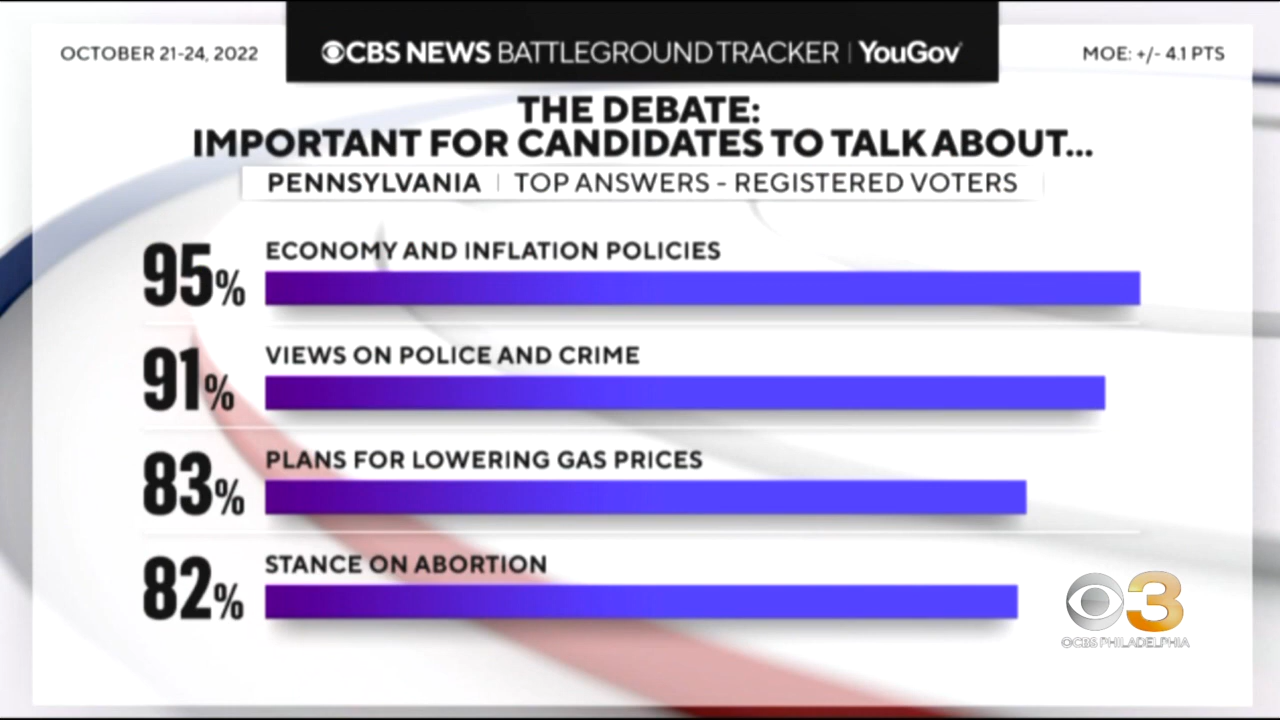 OCTOBER 21-24, 2022
CBS NEWS BATTLEGROUND TRACKER | YouGov
MOE: +/- 4.1 PTS
THE DEBATE:
IMPORTANT FOR CANDIDATES TO TALK ABOUT...
PENNSYLVANIA | TOP ANSWERS - REGISTERED VOTERS
ECONOMY AND INFLATION POLICIES
95%
VIEWS ON POLICE AND CRIME
91%
PLANS FOR LOWERING GAS PRICES
83%
STANCE ON ABORTION
82%
3
CBS PHILADELPHIA